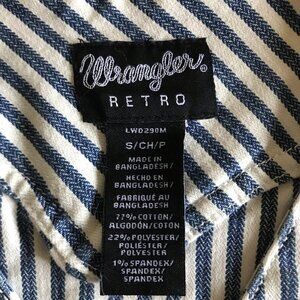 Wrangler®
RETRO
LWD290M
S/CH/P
MADE IN
BANGLADESH/
HECHO EN
BANGLADESH/
FABRIQUÉ AU
BANGLADESH
77% COTTON/
ALGODÓN/COTON
22% POLYESTER/
POLIÉSTER/
POLYESTER
1% SPANDEX/
SPANDEX/
SPANDEX